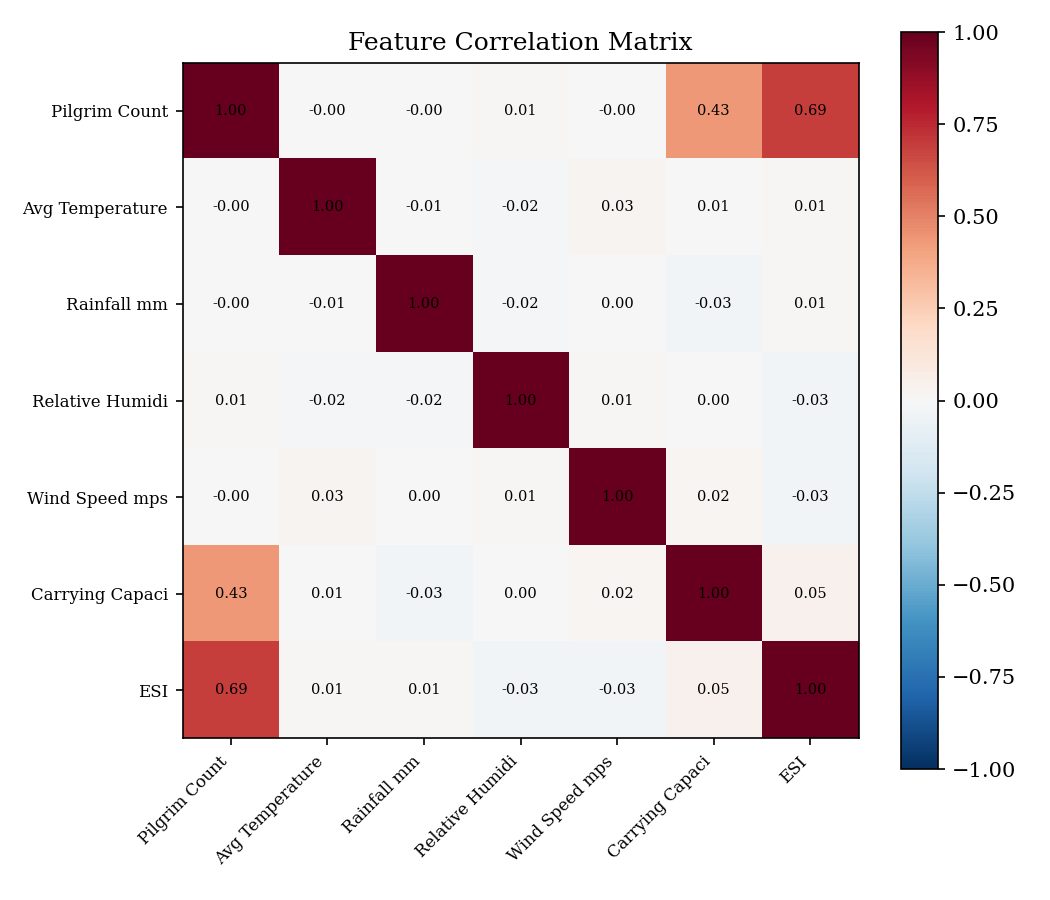 Feature Correlation Matrix
Pilgrim Count 1.00 -0.00 -0.00 0.01 -0.00 0.43 0.69
Avg Temperature -0.00 1.00 -0.01 -0.02 0.03 0.01 0.01
Rainfall mm -0.00 -0.01 1.00 -0.02 0.00 -0.03 0.01
Relative Humidi 0.01 -0.02 -0.02 1.00 0.01 0.00 -0.03
Wind Speed mps -0.00 0.03 0.00 0.01 1.00 0.02 -0.03
Carrying Capaci 0.43 0.01 -0.03 0.00 0.02 1.00 0.05
ESI 0.69 0.01 0.01 -0.03 -0.03 0.05 1.00
Pilgrim Count
Avg Temperature
Rainfall mm
Relative Humidi
Wind Speed mps
Carrying Capaci
ESI
1.00
0.75
0.50
0.25
0.00
−0.25
−0.50
−0.75
−1.00